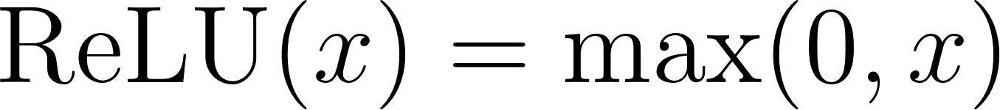 ReLU(x) = max(0, x)